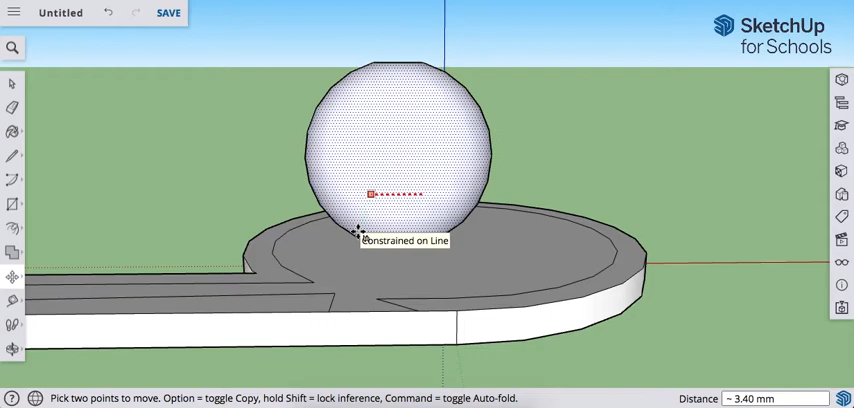 Untitled
SAVE
SketchUp
for Schools
Constrained on Line
Pick two points to move. Option = toggle Copy, hold Shift = lock inference, Command = toggle Auto-fold.
Distance
~ 3.40 mm